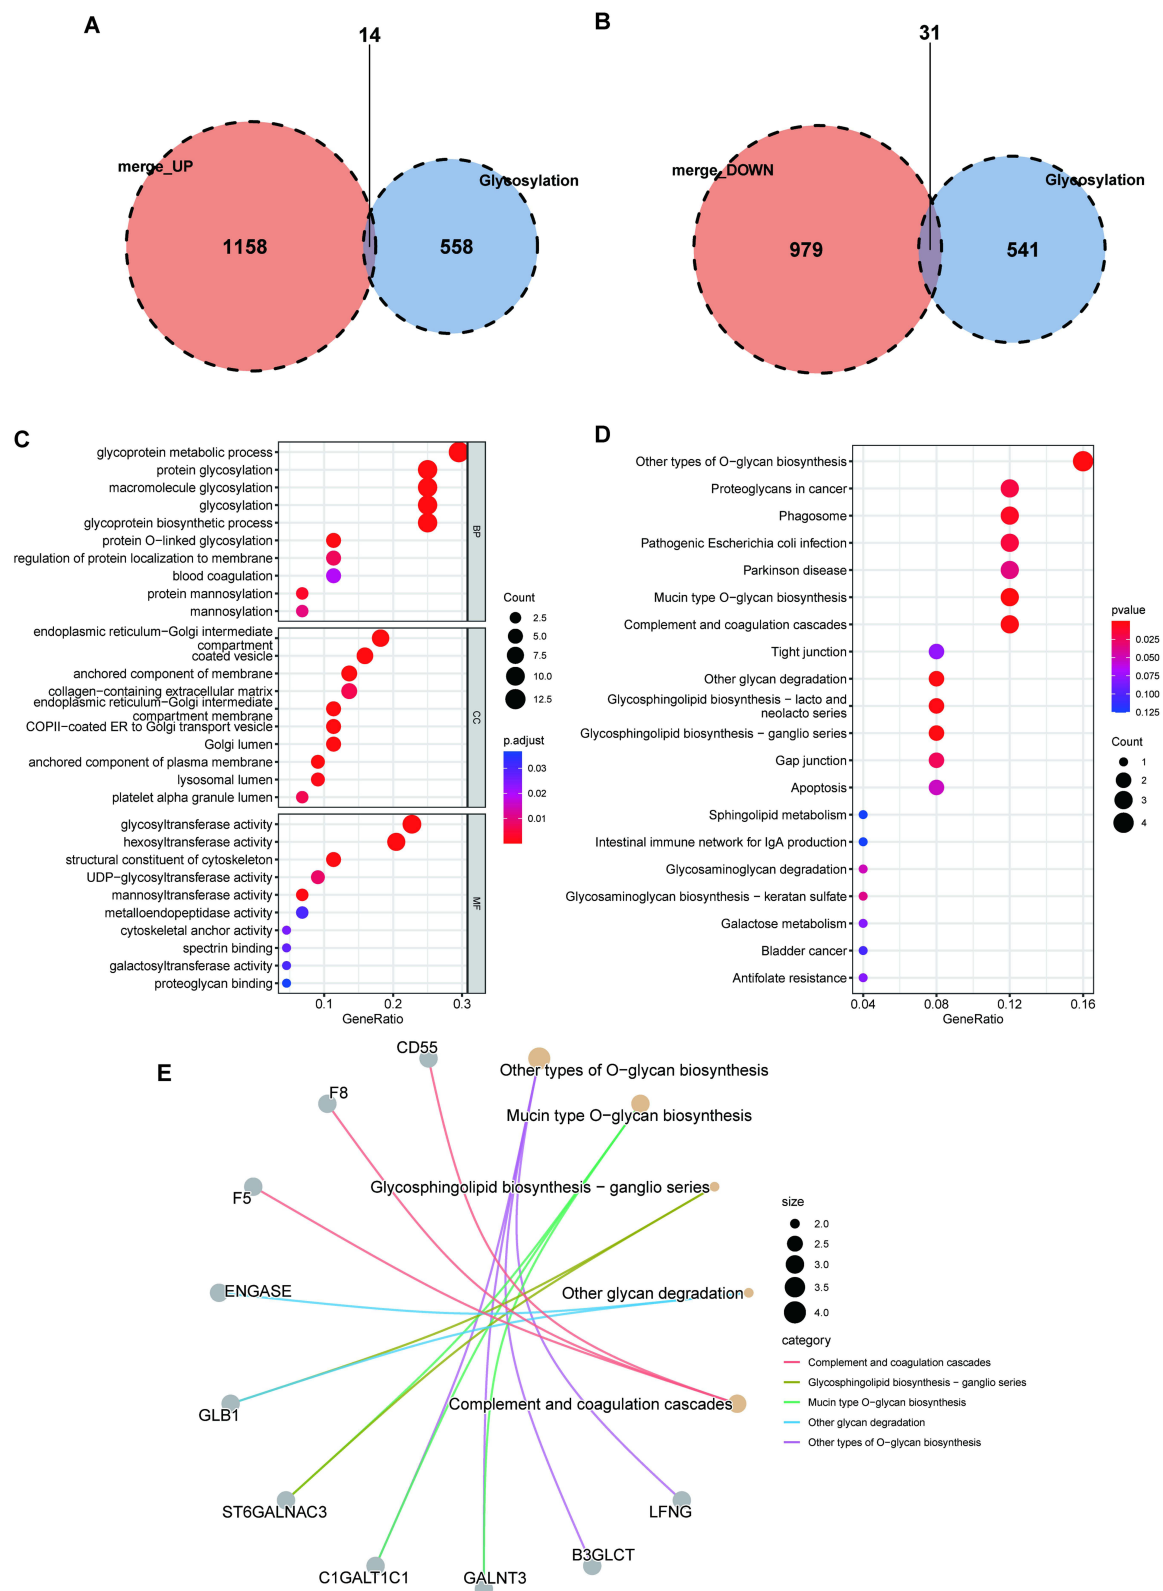 A
14
merge_UP
Glycosylation
1158
558
B
31
merge_DOWN
Glycosylation
979
541
C
glycoprotein metabolic process
protein glycosylation
macromolecule glycosylation
glycosylation
glycoprotein biosynthetic process
protein O−linked glycosylation
regulation of protein localization to membrane
blood coagulation
protein mannosylation
mannosylation
BP
endoplasmic reticulum−Golgi intermediate
compartment
coated vesicle
anchored component of membrane
collagen−containing extracellular matrix
endoplasmic reticulum−Golgi intermediate
compartment membrane
COPII−coated ER to Golgi transport vesicle
Golgi lumen
anchored component of plasma membrane
lysosomal lumen
platelet alpha granule lumen
CC
glycosyltransferase activity
hexosyltransferase activity
structural constituent of cytoskeleton
UDP−glycosyltransferase activity
mannosyltransferase activity
metalloendopeptidase activity
cytoskeletal anchor activity
spectrin binding
galactosyltransferase activity
proteoglycan binding
MF
0.1 0.2 0.3
GeneRatio
Count
2.5
5.0
7.5
10.0
12.5
p.adjust
0.03
0.02
0.01
D
Other types of O−glycan biosynthesis
Proteoglycans in cancer
Phagosome
Pathogenic Escherichia coli infection
Parkinson disease
Mucin type O−glycan biosynthesis
Complement and coagulation cascades
Tight junction
Other glycan degradation
Glycosphingolipid biosynthesis − lacto and
neolacto series
Glycosphingolipid biosynthesis − ganglio series
Gap junction
Apoptosis
Sphingolipid metabolism
Intestinal immune network for IgA production
Glycosaminoglycan degradation
Glycosaminoglycan biosynthesis − keratan sulfate
Galactose metabolism
Bladder cancer
Antifolate resistance
0.04 0.08 0.12 0.16
GeneRatio
pvalue
0.025
0.050
0.075
0.100
0.125
Count
1
2
3
4
E
CD55
F8
F5
ENGASE
GLB1
ST6GALNAC3
C1GALT1C1
GALNT3
B3GLCT
LFNG
Other types of O−glycan biosynthesis
Mucin type O−glycan biosynthesis
Glycosphingolipid biosynthesis − ganglio series
Other glycan degradation
Complement and coagulation cascades
size
2.0
2.5
3.0
3.5
4.0
category
Complement and coagulation cascades
Glycosphingolipid biosynthesis − ganglio series
Mucin type O−glycan biosynthesis
Other glycan degradation
Other types of O−glycan biosynthesis